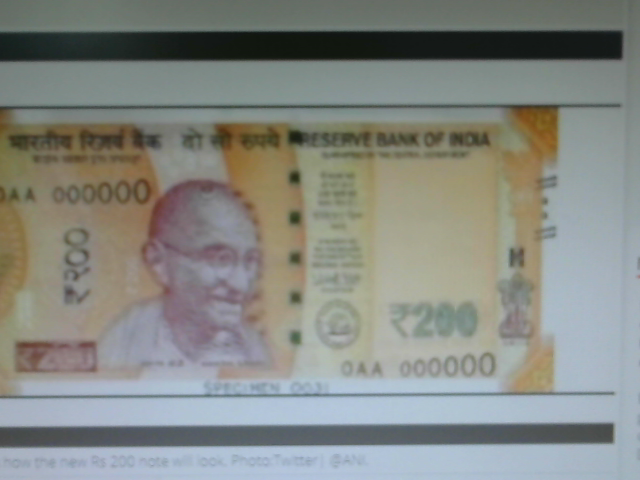 भारतीय रिज़र्व बैंक दो सौ रुपये RESERVE BANK OF INDIA
0AA 000000
₹२००
₹200
₹200
0AA 000000
SPECIMEN 0031
how the new Rs 200 note will look. Photo:Twitter| @ANI.